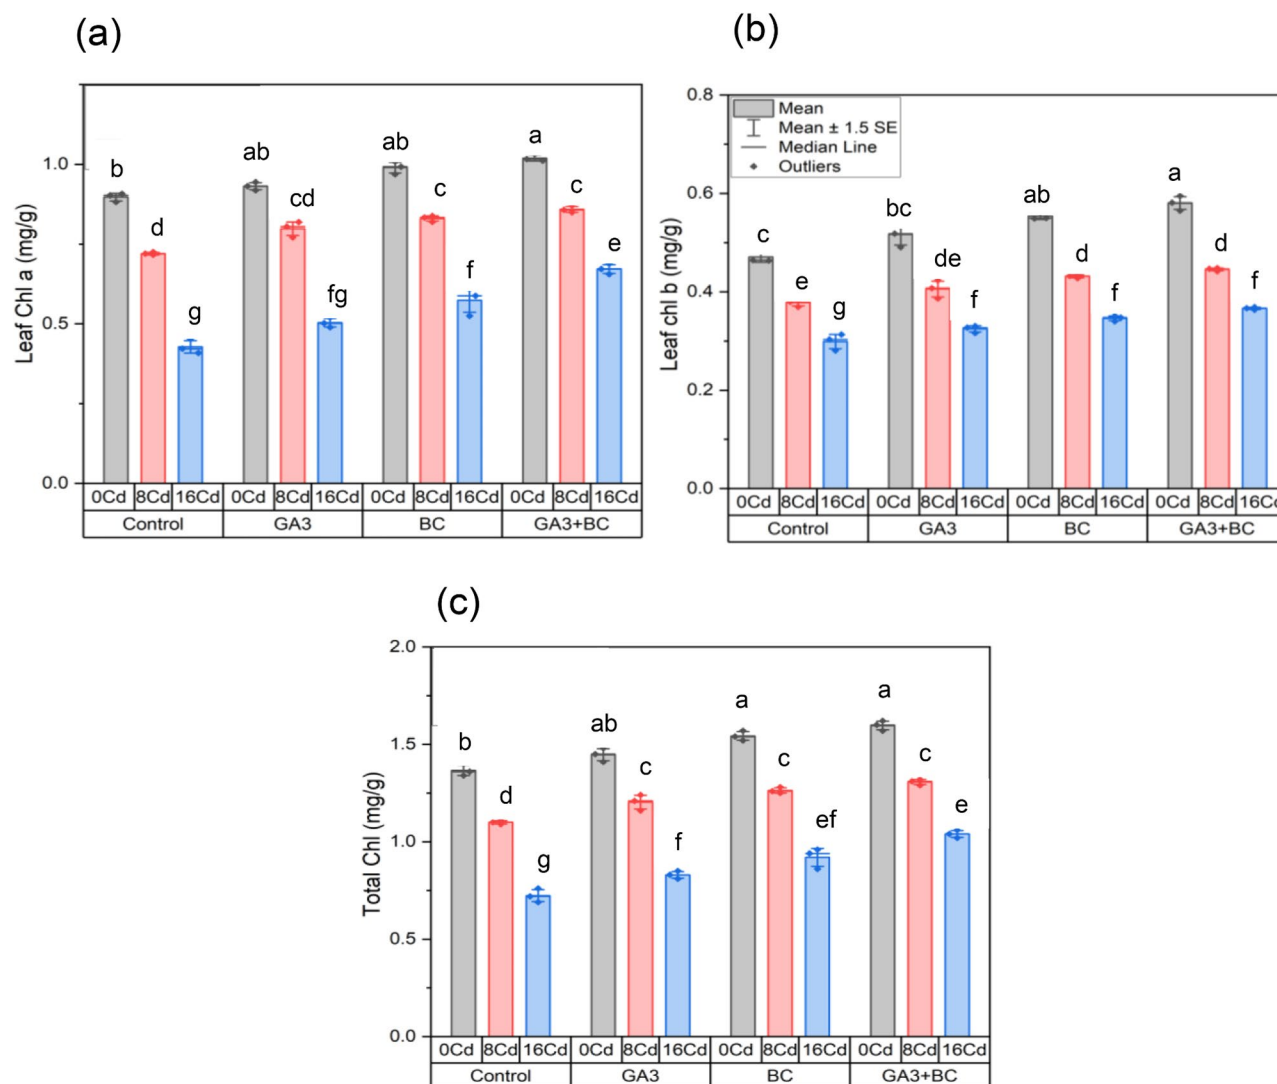 (a)
Leaf Chl a (mg/g)
1.0
0.5
0.0
b
d
g
ab
cd
fg
ab
c
f
a
c
e
0Cd 8Cd 16Cd 0Cd 8Cd 16Cd 0Cd 8Cd 16Cd 0Cd 8Cd 16Cd
Control GA3 BC GA3+BC
(b)
Leaf chl b (mg/g)
0.8
0.6
0.4
0.2
0.0
Mean
Mean ± 1.5 SE
Median Line
Outliers
c
e
g
bc
de
f
ab
d
f
a
d
f
0Cd 8Cd 16Cd 0Cd 8Cd 16Cd 0Cd 8Cd 16Cd 0Cd 8Cd 16Cd
Control GA3 BC GA3+BC
(c)
Total Chl (mg/g)
2.0
1.5
1.0
0.5
0.0
b
d
g
ab
c
f
a
c
ef
a
c
e
0Cd 8Cd 16Cd 0Cd 8Cd 16Cd 0Cd 8Cd 16Cd 0Cd 8Cd 16Cd
Control GA3 BC GA3+BC